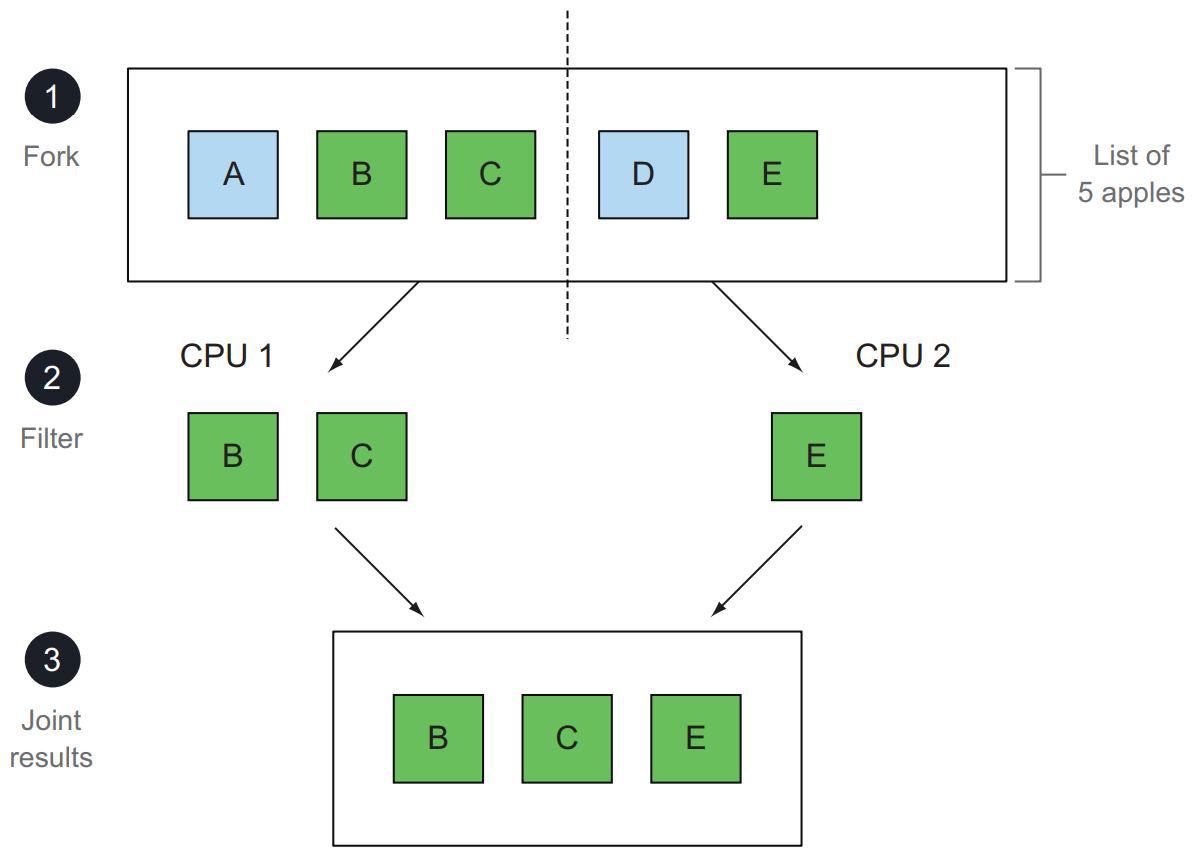 1
Fork
A
B
C
D
E
List of
5 apples
CPU 1
CPU 2
2
Filter
B
C
E
3
Joint
results
B
C
E